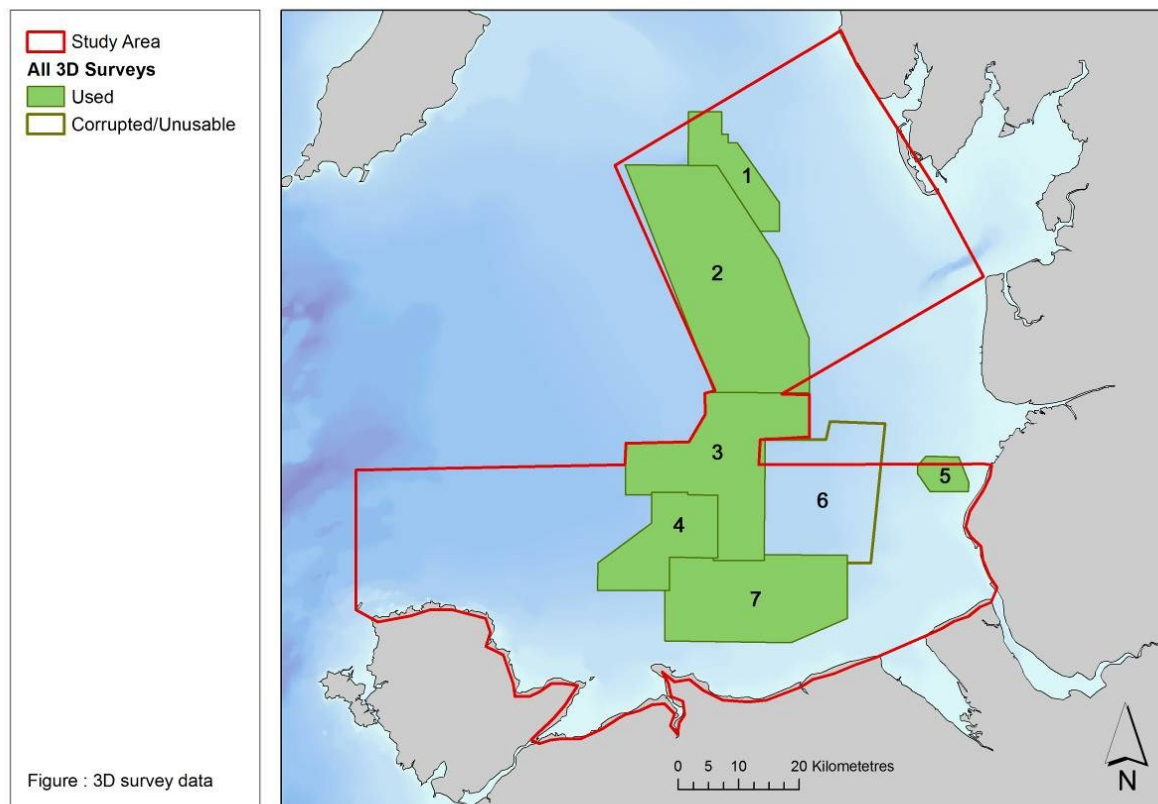 Study Area
All 3D Surveys
Used
Corrupted/Unusable
Figure : 3D survey data
1
2
3
4
5
6
7
0 5 10 20 Kilometetres
N